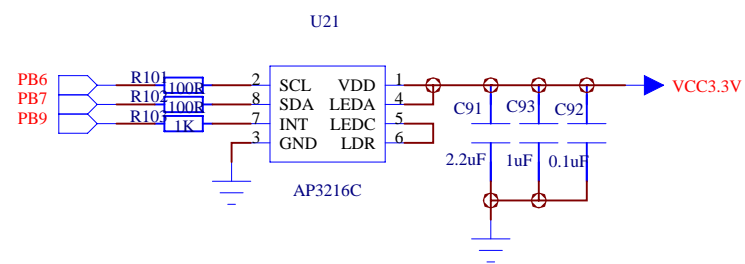 U21
PB6 R101 100R 2 SCL VDD 1 VCC3.3V
PB7 R102 100R 8 SDA LEDA 4
PB9 R103 1K 7 INT LEDC 5
3 GND LDR 6
C91 C93 C92
2.2uF 1uF 0.1uF
AP3216C